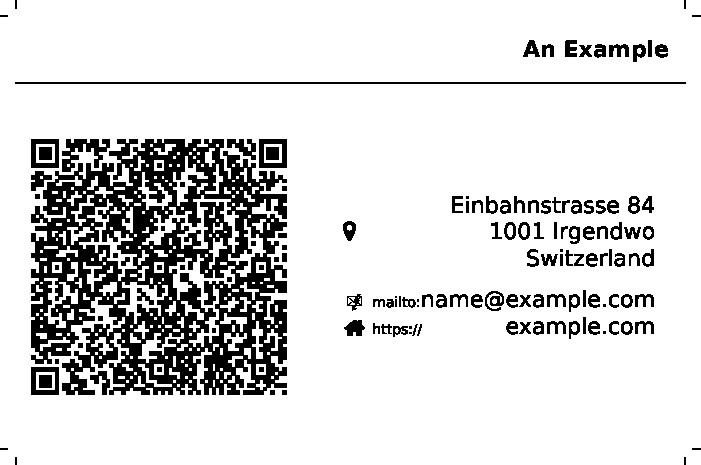 An Example
Einbahnstrasse 84
1001 Irgendwo
Switzerland
mailto:name@example.com
https:// example.com